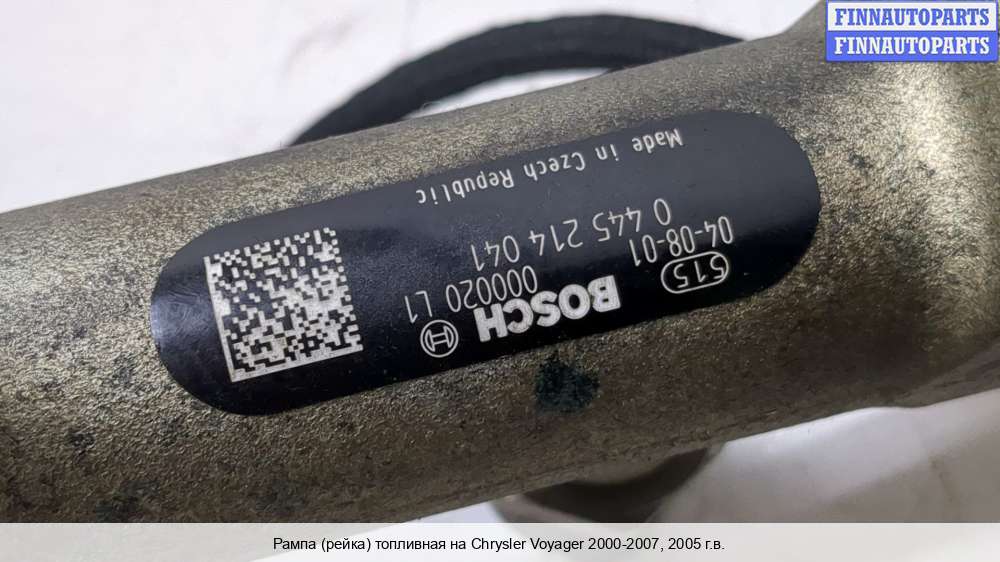 FINNAUTOPARTS
FINNAUTOPARTS
BOSCH
515
000020 L1
04-08-01
0 445 214 041
Made in Czech Republic
Рампа (рейка) топливная на Chrysler Voyager 2000-2007, 2005 г.в.